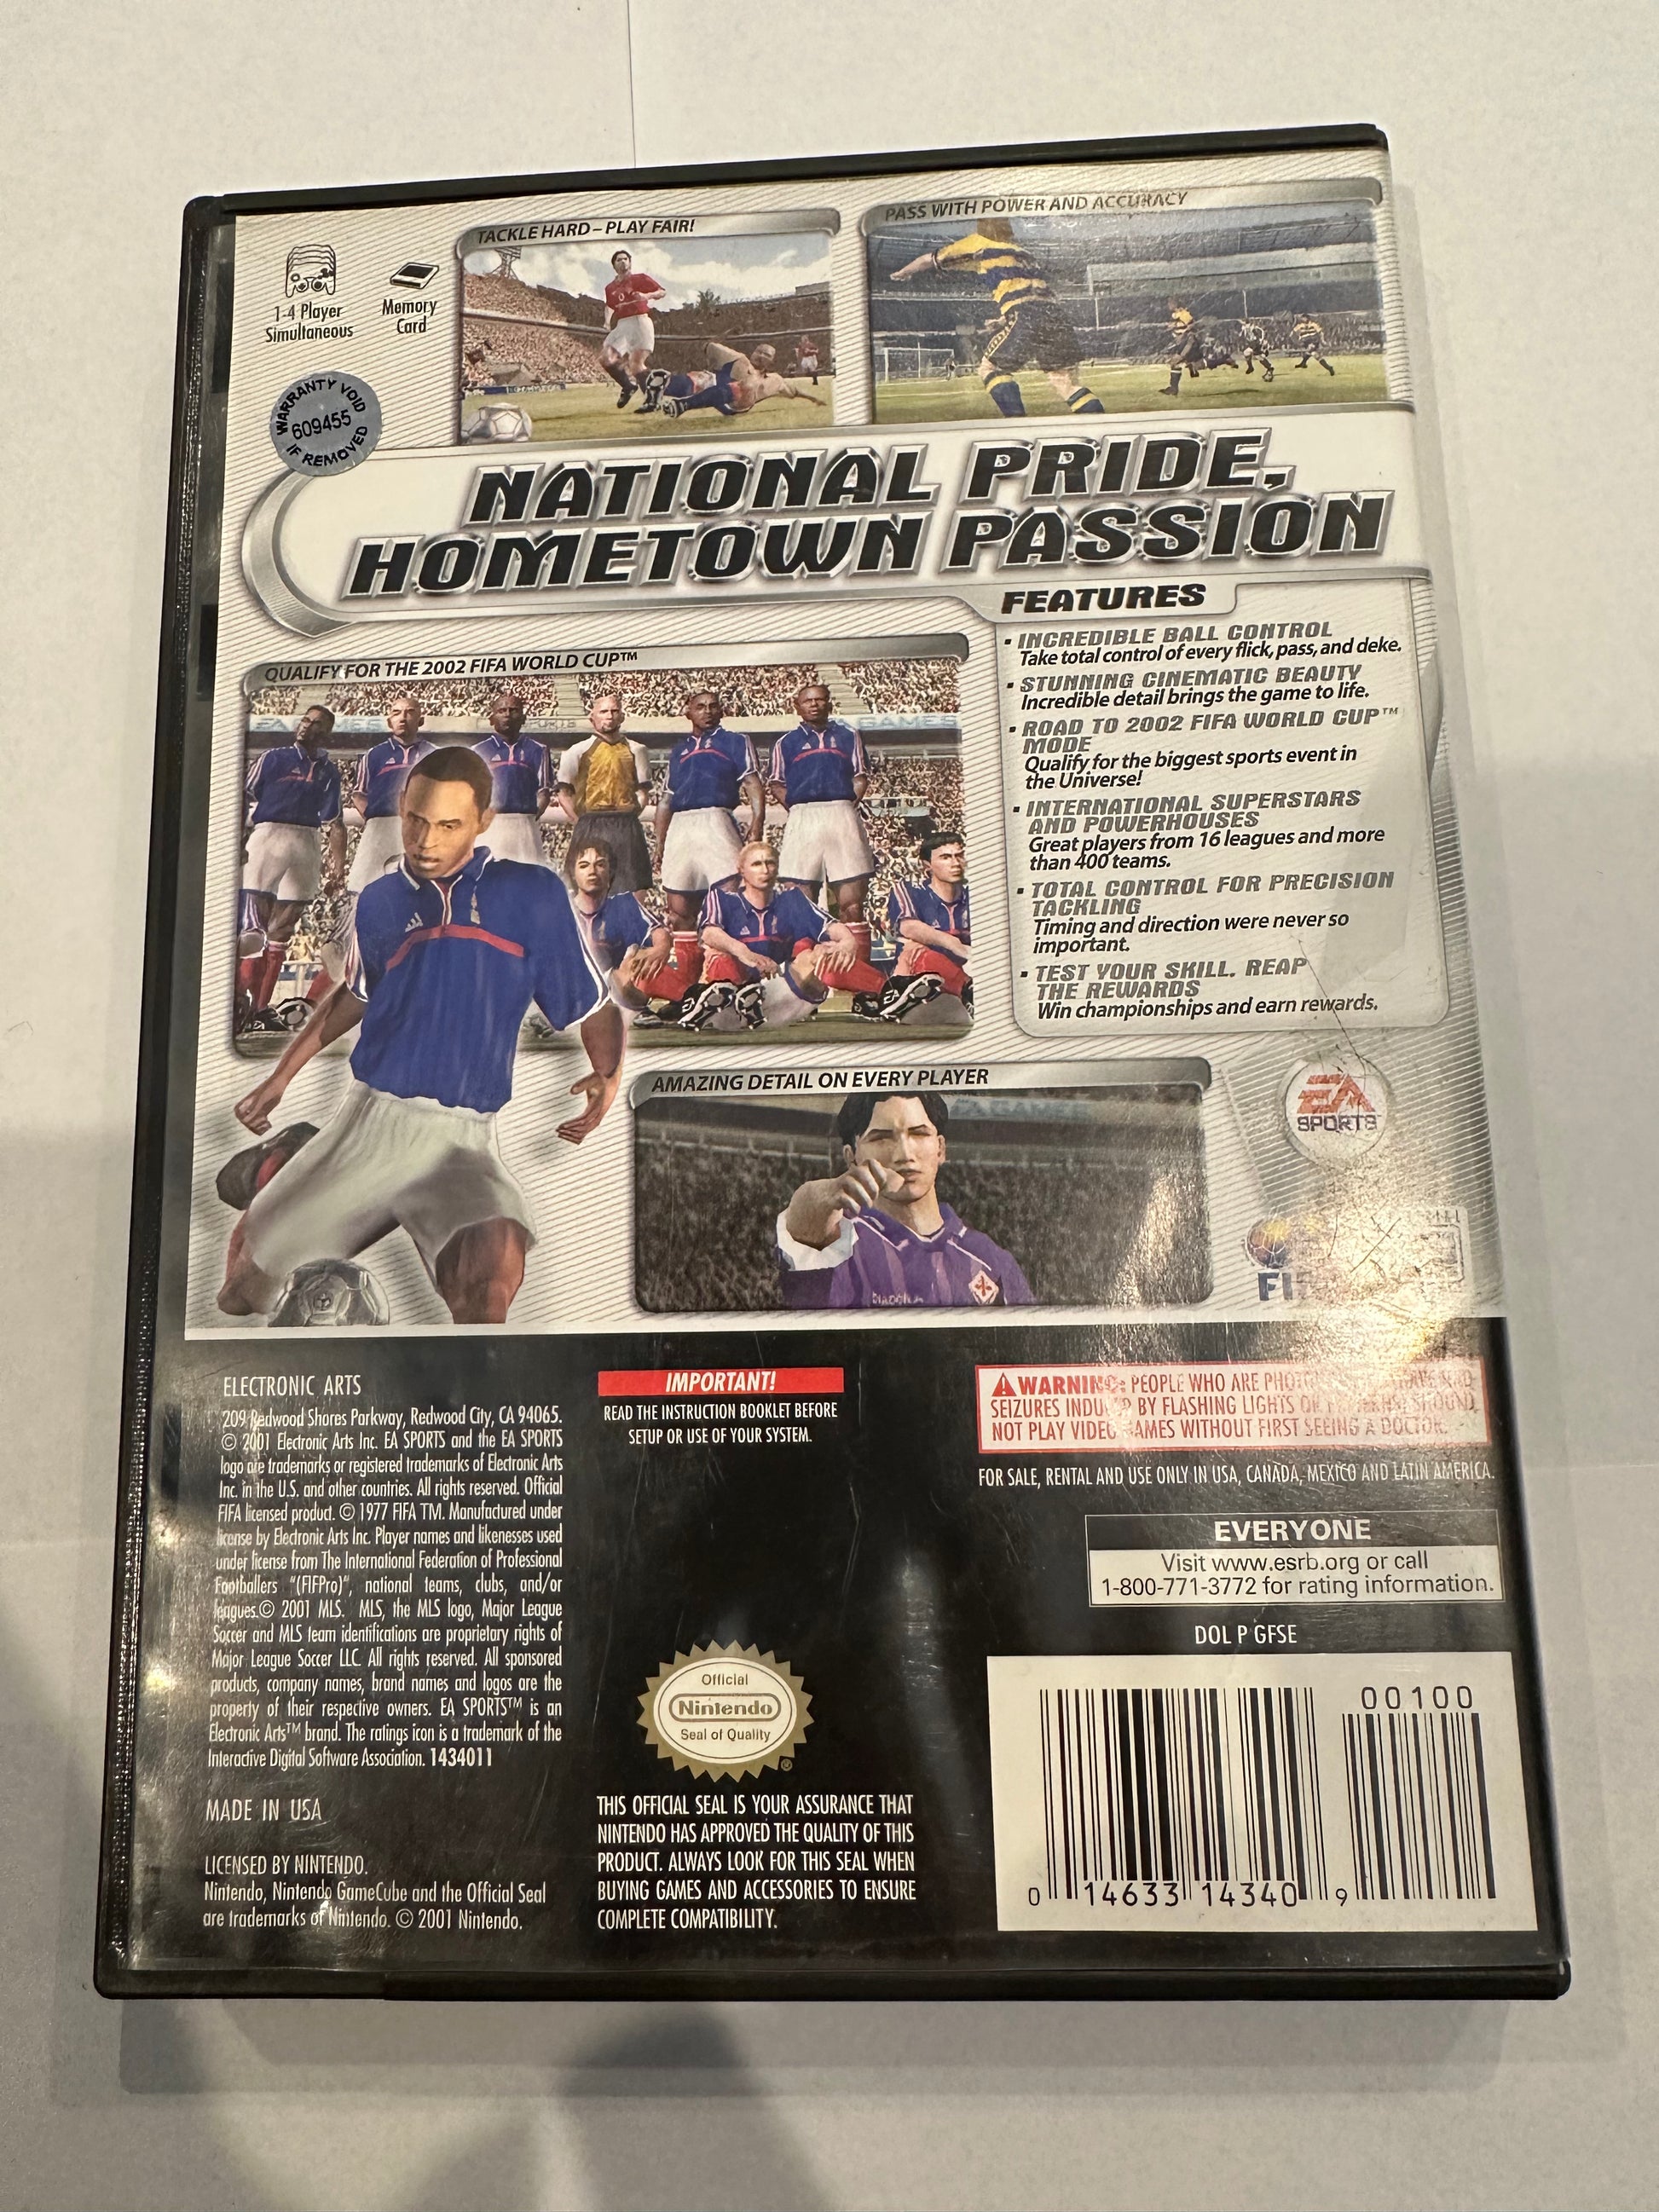 TACKLE HARD – PLAY FAIR!
PASS WITH POWER AND ACCURACY
1-4 Player
Simultaneous
Memory
Card
WARRANTY VOID
609455
IF REMOVED
NATIONAL PRIDE,
HOMETOWN PASSION
FEATURES
▪ INCREDIBLE BALL CONTROL
Take total control of every flick, pass, and deke.
▪ STUNNING CINEMATIC BEAUTY
Incredible detail brings the game to life.
▪ ROAD TO 2002 FIFA WORLD CUP™
MODE
Qualify for the biggest sports event in
the Universe!
▪ INTERNATIONAL SUPERSTARS
AND POWERHOUSES
Great players from 16 leagues and more
than 400 teams.
▪ TOTAL CONTROL FOR PRECISION
TACKLING
Timing and direction were never so
important.
▪ TEST YOUR SKILL. REAP
THE REWARDS
Win championships and earn rewards.
QUALIFY FOR THE 2002 FIFA WORLD CUP™
EA GAMES
SPORTS
EA GAMES
AMAZING DETAIL ON EVERY PLAYER
EA GAMES
DIADORA
EA
SPORTS
ELECTRONIC ARTS
209 Redwood Shores Parkway, Redwood City, CA 94065.
© 2001 Electronic Arts Inc. EA SPORTS and the EA SPORTS
logo are trademarks or registered trademarks of Electronic Arts
Inc. in the U.S. and other countries. All rights reserved. Official
FIFA licensed product. © 1977 FIFA TM. Manufactured under
license by Electronic Arts Inc. Player names and likenesses used
under license from The International Federation of Professional
Footballers "(FIFPro)", national teams, clubs, and/or
leagues.© 2001 MLS. MLS, the MLS logo, Major League
Soccer and MLS team identifications are proprietary rights of
Major League Soccer LLC. All rights reserved. All sponsored
products, company names, brand names and logos are the
property of their respective owners. EA SPORTS™ is an
Electronic Arts™ brand. The ratings icon is a trademark of the
Interactive Digital Software Association. 1434011
MADE IN USA
LICENSED BY NINTENDO.
Nintendo, Nintendo GameCube and the Official Seal
are trademarks of Nintendo. © 2001 Nintendo.
IMPORTANT!
READ THE INSTRUCTION BOOKLET BEFORE
SETUP OR USE OF YOUR SYSTEM.
Official
Nintendo
Seal of Quality
®
THIS OFFICIAL SEAL IS YOUR ASSURANCE THAT
NINTENDO HAS APPROVED THE QUALITY OF THIS
PRODUCT. ALWAYS LOOK FOR THIS SEAL WHEN
BUYING GAMES AND ACCESSORIES TO ENSURE
COMPLETE COMPATIBILITY.
WARNING: PEOPLE WHO ARE HAVE HAD
SEIZURES BY FLASHING LIGHTS OR SHOULD
NOT PLAY VIDEO GAMES WITHOUT FIRST SEEING A DOCTOR.
FOR SALE, RENTAL AND USE ONLY IN USA, CANADA, MEXICO AND LATIN AMERICA.
EVERYONE
Visit www.esrb.org or call
1-800-771-3772 for rating information.
DOL P GFSE
00100
0 14633 14340 9